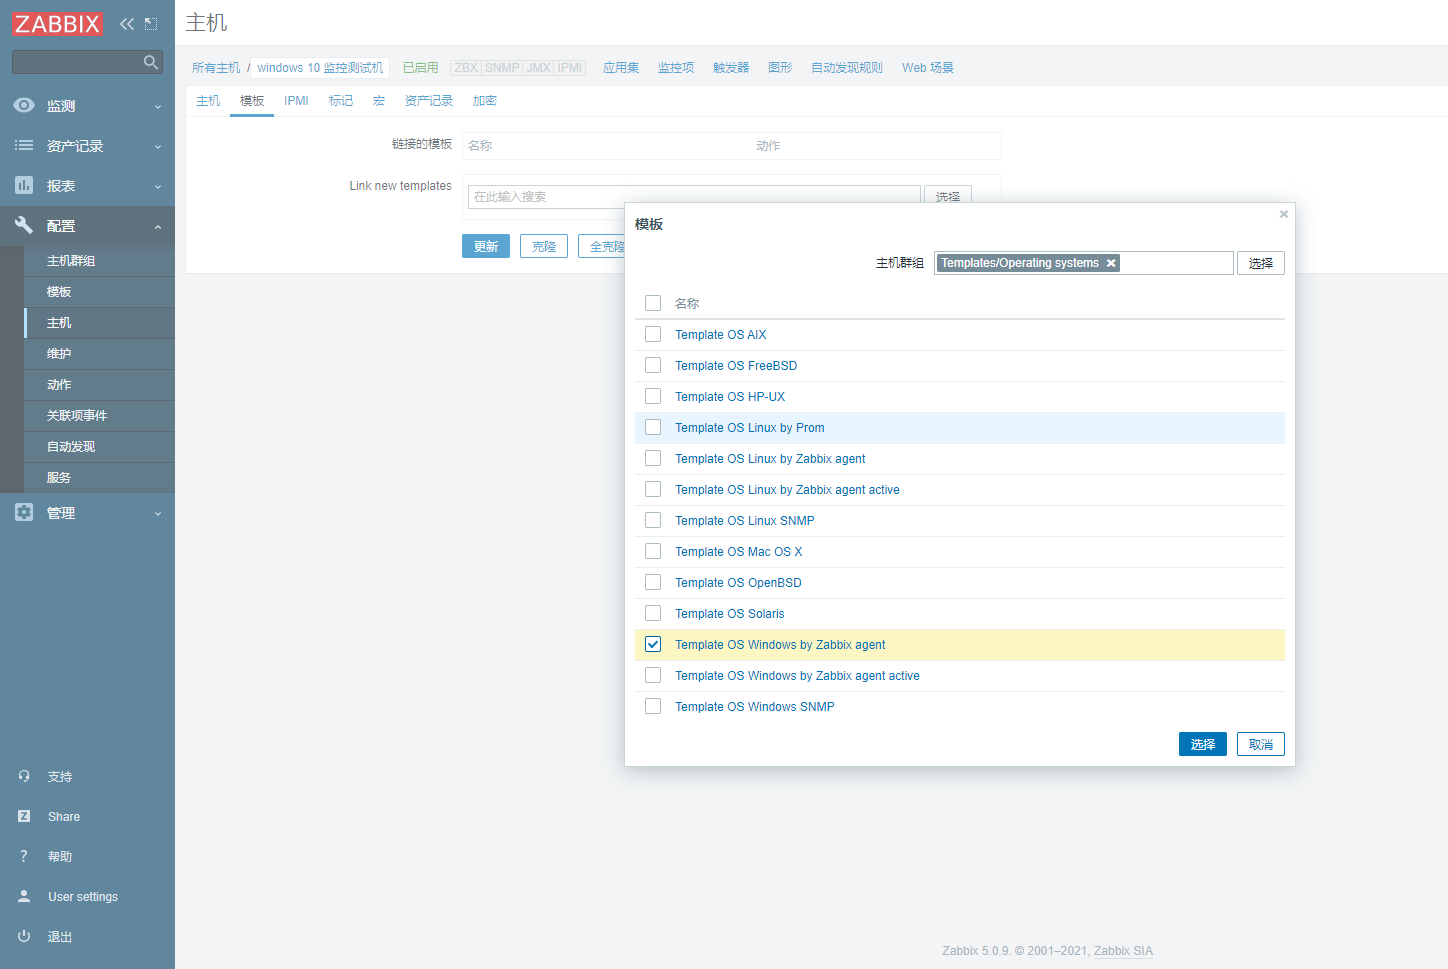 ZABBIX
主机
所有主机 / windows 10 监控测试机 已启用 ZBX SNMP JMX IPMI 应用集 监控项 触发器 图形 自动发现规则 Web 场景
主机 模板 IPMI 标记 宏 资产记录 加密
链接的模板 名称 动作
Link new templates 在此输入搜索 选择
更新 克隆 全克隆
监测
资产记录
报表
配置
主机群组
模板
主机
维护
动作
关联项事件
自动发现
服务
管理
支持
Share
帮助
User settings
退出
模板
主机群组 Templates/Operating systems 选择
名称
Template OS AIX
Template OS FreeBSD
Template OS HP-UX
Template OS Linux by Prom
Template OS Linux by Zabbix agent
Template OS Linux by Zabbix agent active
Template OS Linux SNMP
Template OS Mac OS X
Template OS OpenBSD
Template OS Solaris
Template OS Windows by Zabbix agent
Template OS Windows by Zabbix agent active
Template OS Windows SNMP
选择 取消
Zabbix 5.0.9. © 2001–2021, Zabbix SIA